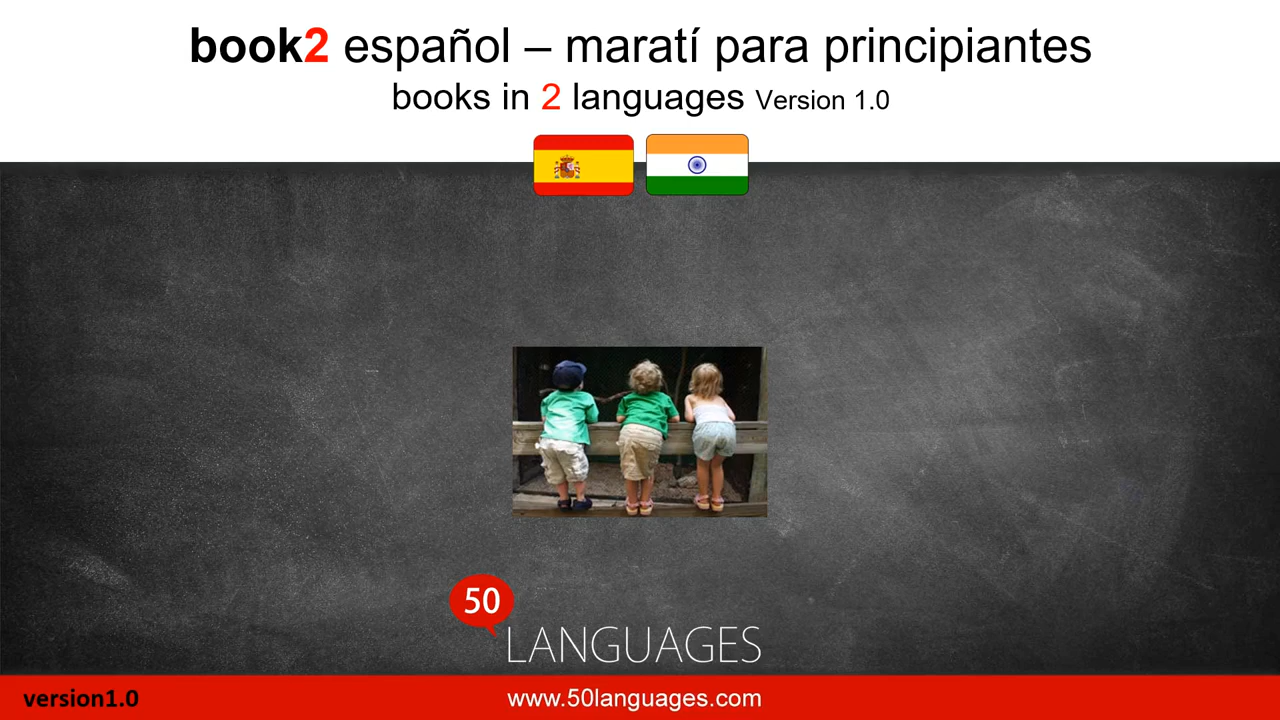 book2 español – maratí para principiantes
books in 2 languages Version 1.0
50
LANGUAGES
version1.0
www.50languages.com